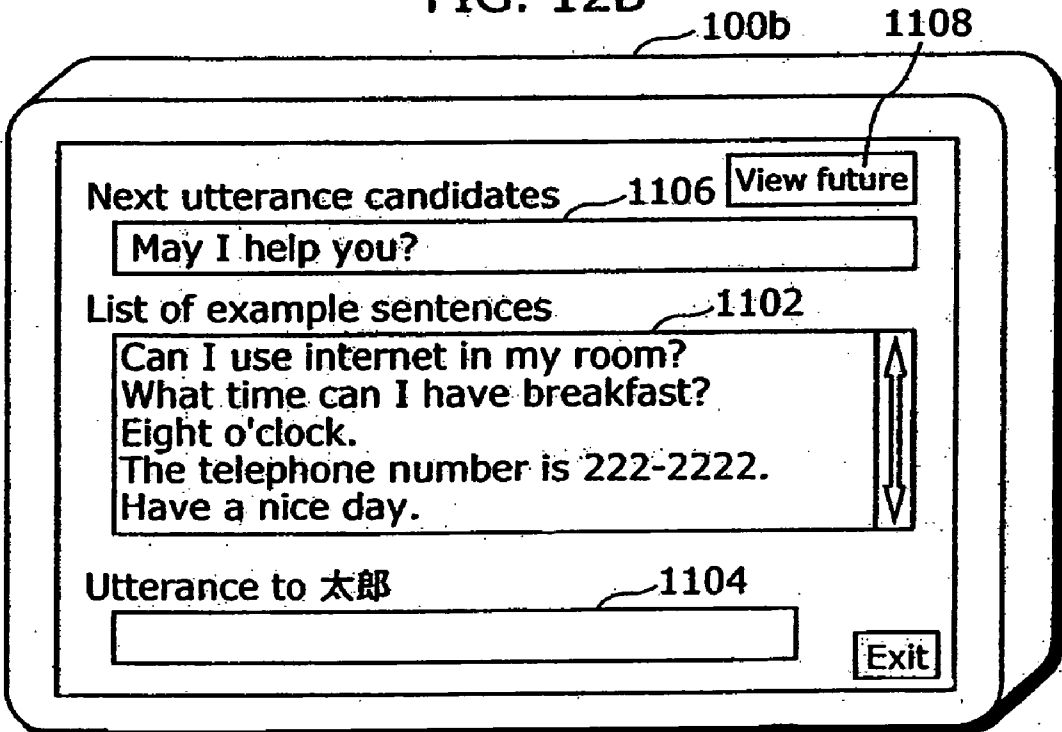 FIG. 12B
100b
1108
View future
Next utterance candidates
1106
May I help you?
List of example sentences
1102
Can I use internet in my room?
What time can I have breakfast?
Eight o'clock.
The telephone number is 222-2222.
Have a nice day.
Utterance to 太郎
1104
Exit